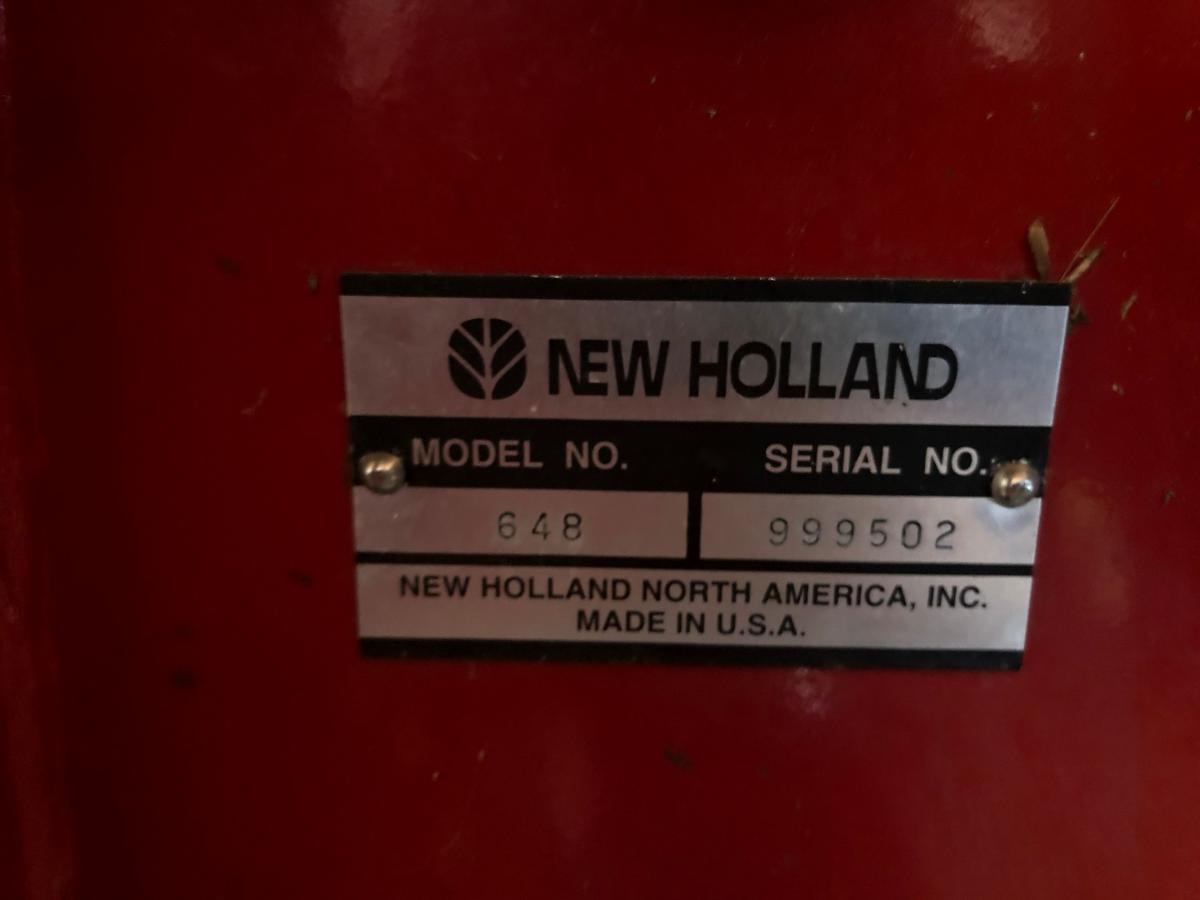 NEW HOLLAND
MODEL NO. SERIAL NO.
648 999502
NEW HOLLAND NORTH AMERICA, INC.
MADE IN U.S.A.